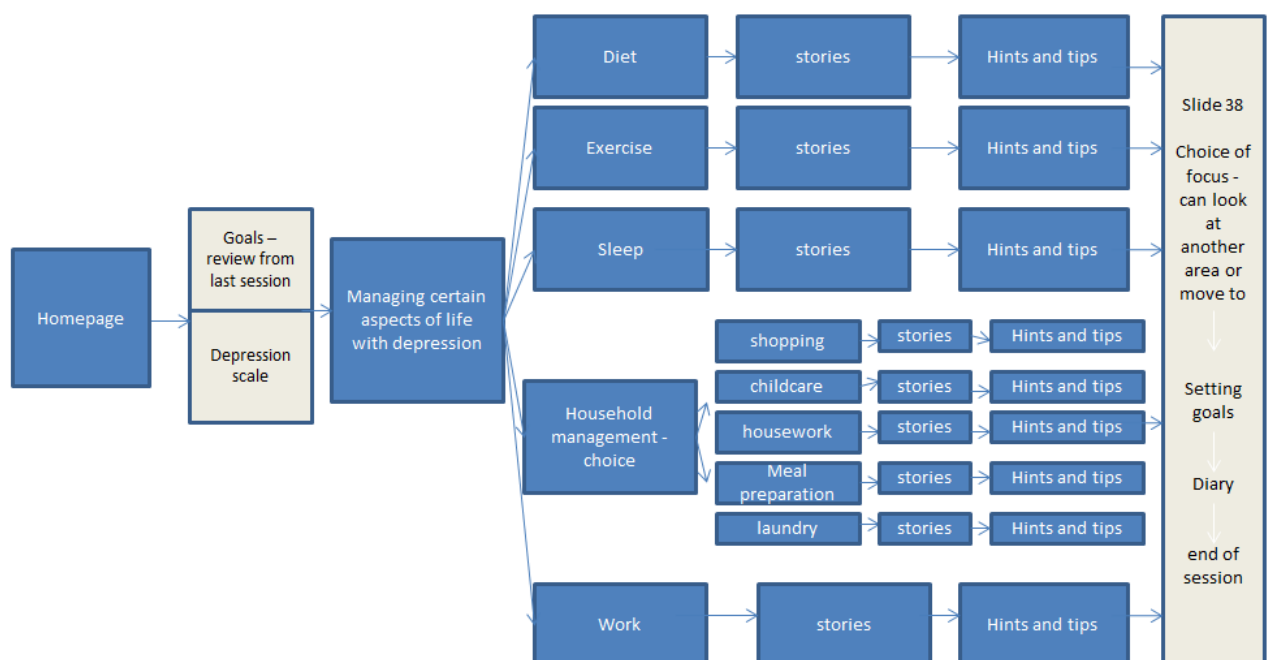 Homepage
Goals –
review from
last session
Depression
scale
Managing certain
aspects of life
with depression
Diet
stories
Hints and tips
Exercise
stories
Hints and tips
Sleep
stories
Hints and tips
Household
management -
choice
shopping
stories
Hints and tips
childcare
stories
Hints and tips
housework
stories
Hints and tips
Meal
preparation
stories
Hints and tips
laundry
stories
Hints and tips
Work
stories
Hints and tips
Slide 38
Choice of
focus -
can look
at
another
area or
move to
Setting
goals
Diary
end of
session